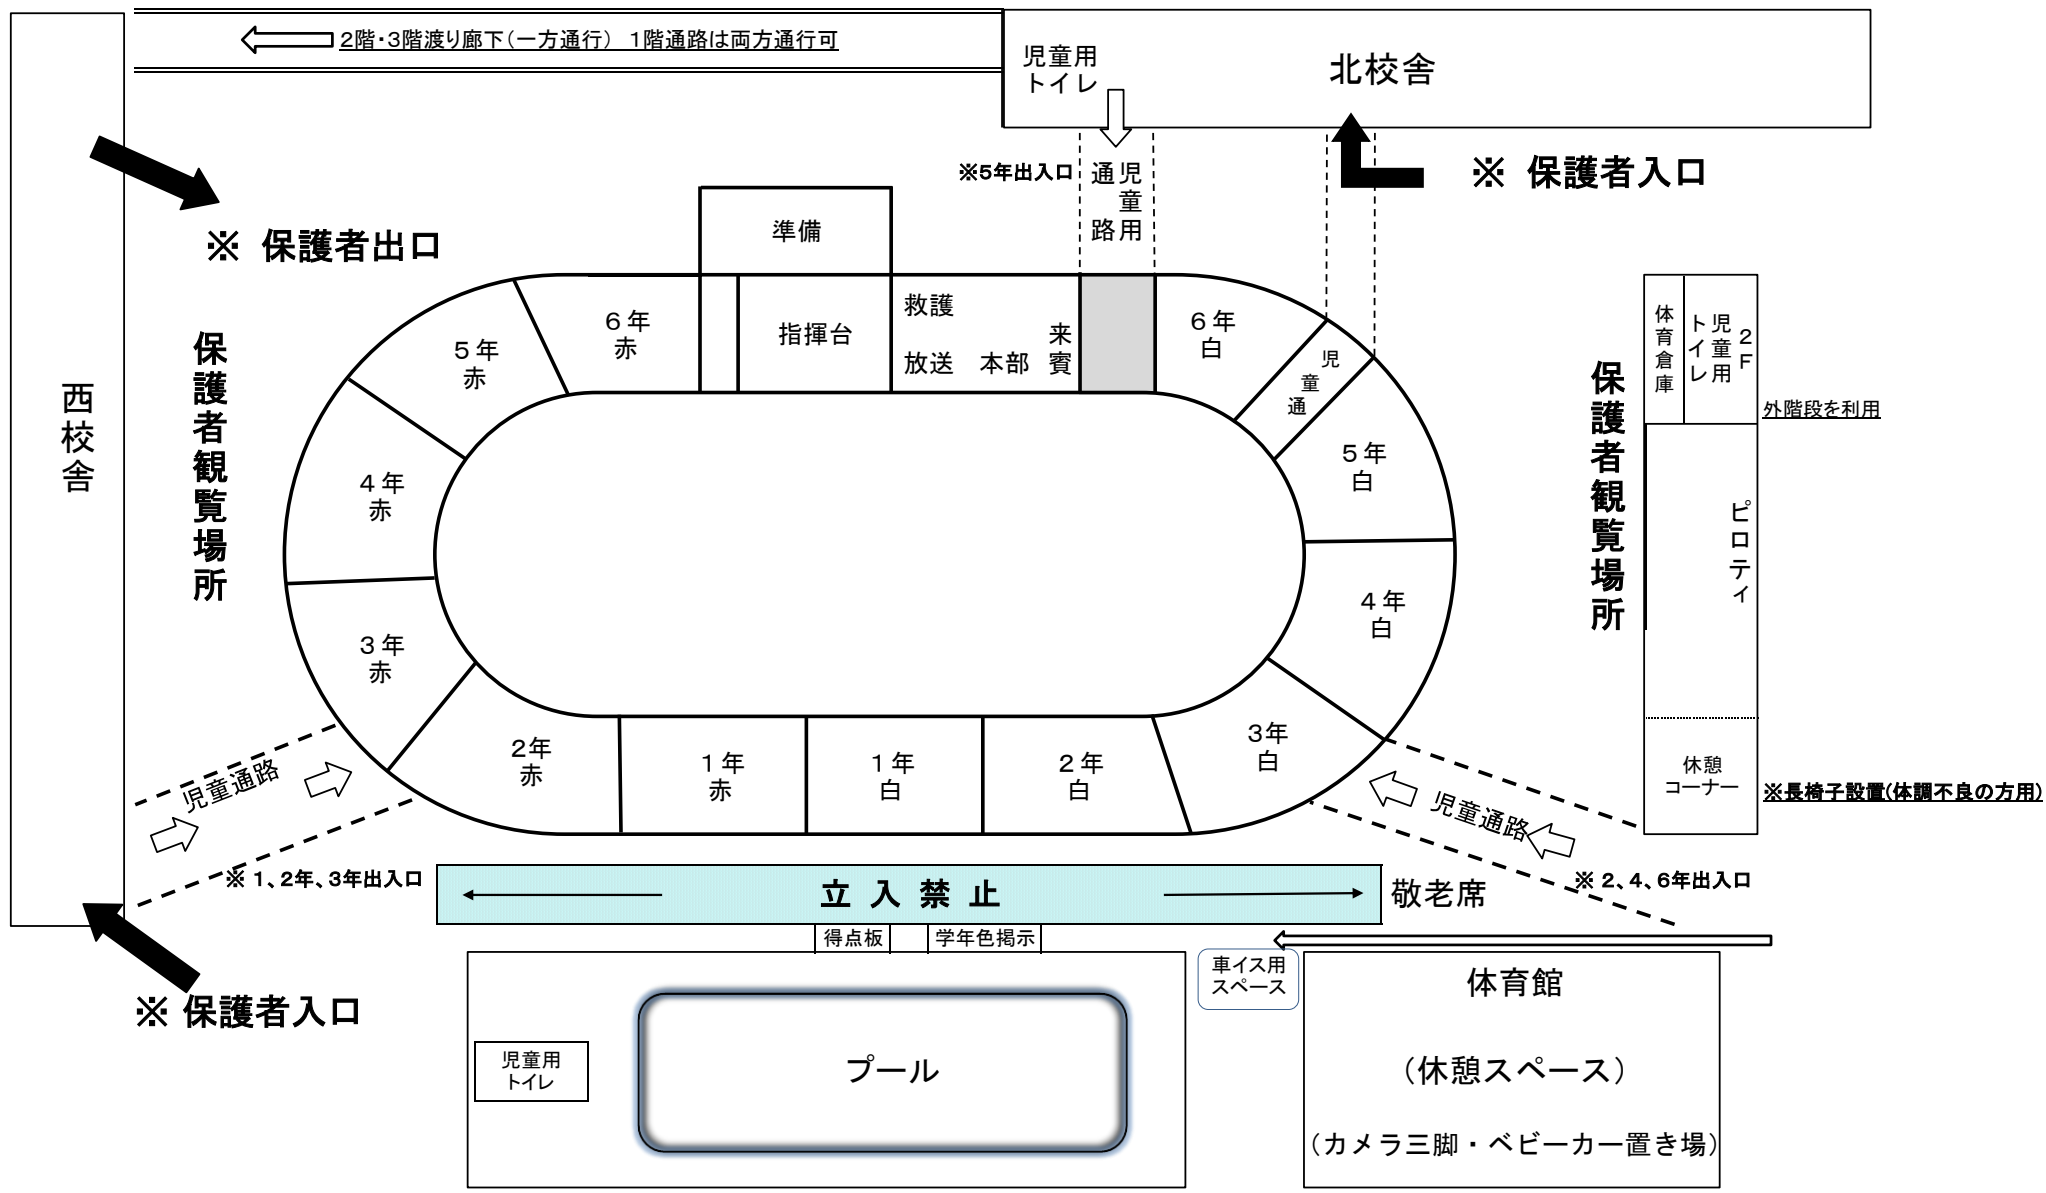 2階・3階渡り廊下（一方通行） 1階通路は両方通行可
児童用
トイレ
北校舎
※5年出入口
児童用
通路
※ 保護者入口
※ 保護者出口
準備
6年
赤
指揮台
救護
放送 本部
来賓
6年
白
児童通
5年
赤
5年
白
4年
赤
4年
白
3年
赤
3年
白
2年
赤
1年
赤
1年
白
2年
白
西校舎
保護者観覧場所
保護者観覧場所
体育倉庫
児童用
トイレ
2F
外階段を利用
ピロティ
休憩
コーナー
※長椅子設置(体調不良の方用)
児童通路
児童通路
※ 1、2年、3年出入口
※ 2、4、6年出入口
立入禁止
敬老席
得点板
学年色掲示
車イス用
スペース
体育館
（休憩スペース）
（カメラ三脚・ベビーカー置き場）
※ 保護者入口
児童用
トイレ
プール